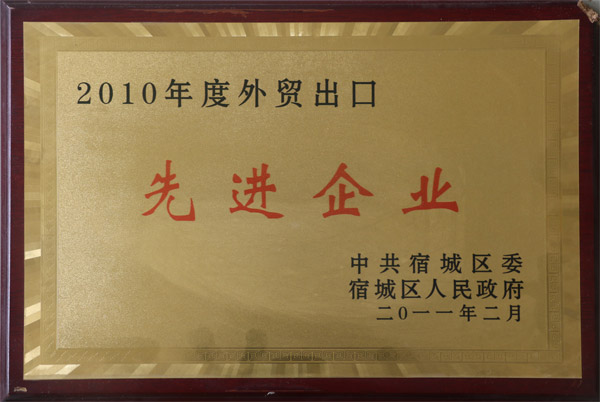 2010年度外贸出口
先进企业
中共宿城区委
宿城区人民政府
二〇一一年二月